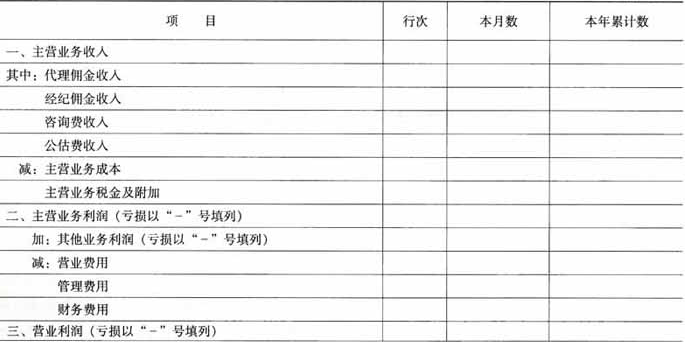 项 目 行次 本月数 本年累计数
一、主营业务收入
其中：代理佣金收入
经纪佣金收入
咨询费收入
公估费收入
减：主营业务成本
主营业务税金及附加
二、主营业务利润（亏损以“－”号填列）
加：其他业务利润（亏损以“－”号填列）
减：营业费用
管理费用
财务费用
三、营业利润（亏损以“－”号填列）